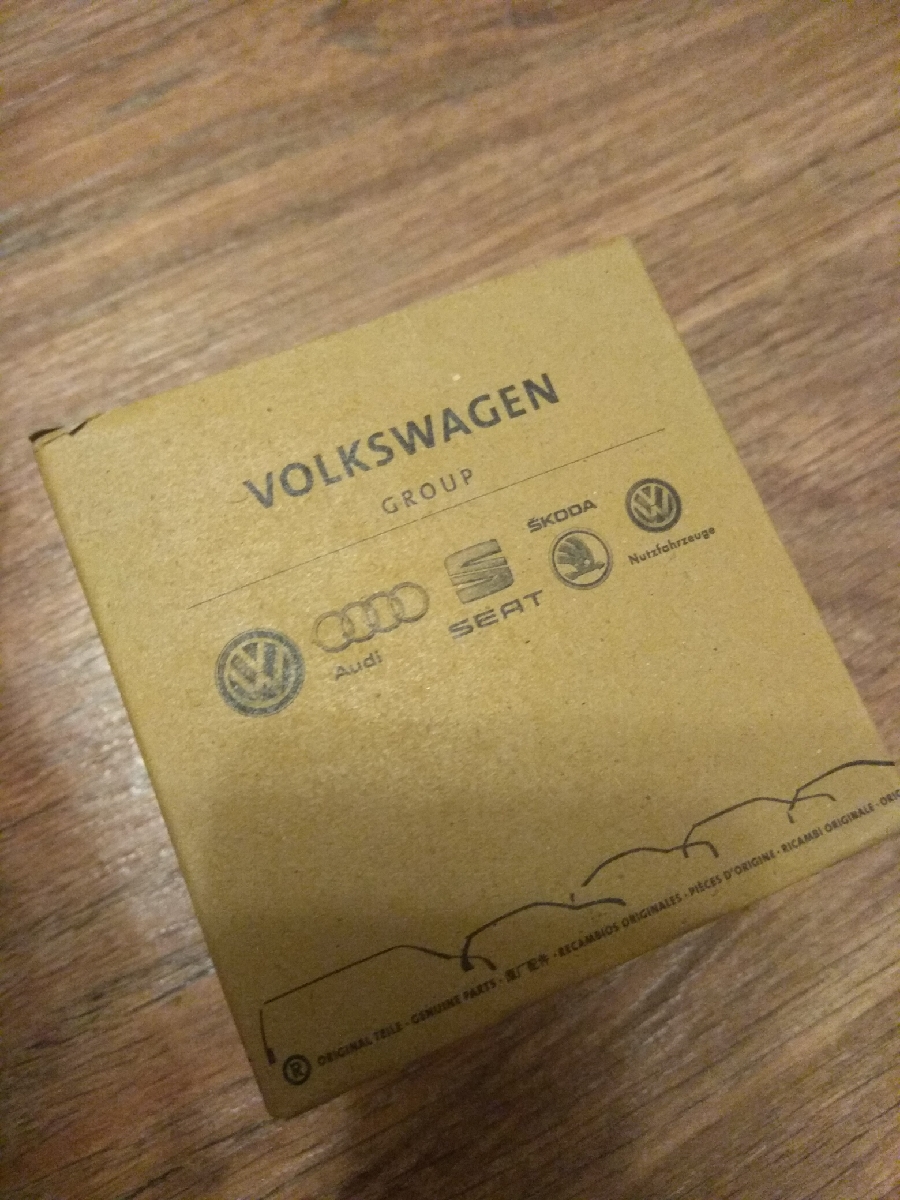 VOLKSWAGEN
GROUP
Audi
SEAT
ŠKODA
Nutzfahrzeuge
® ORIGINAL TEILE · GENUINE PARTS · 原厂配件 · RECAMBIOS ORIGINALES · PIÈCES D'ORIGINE · RICAMBI ORIGINALE ·